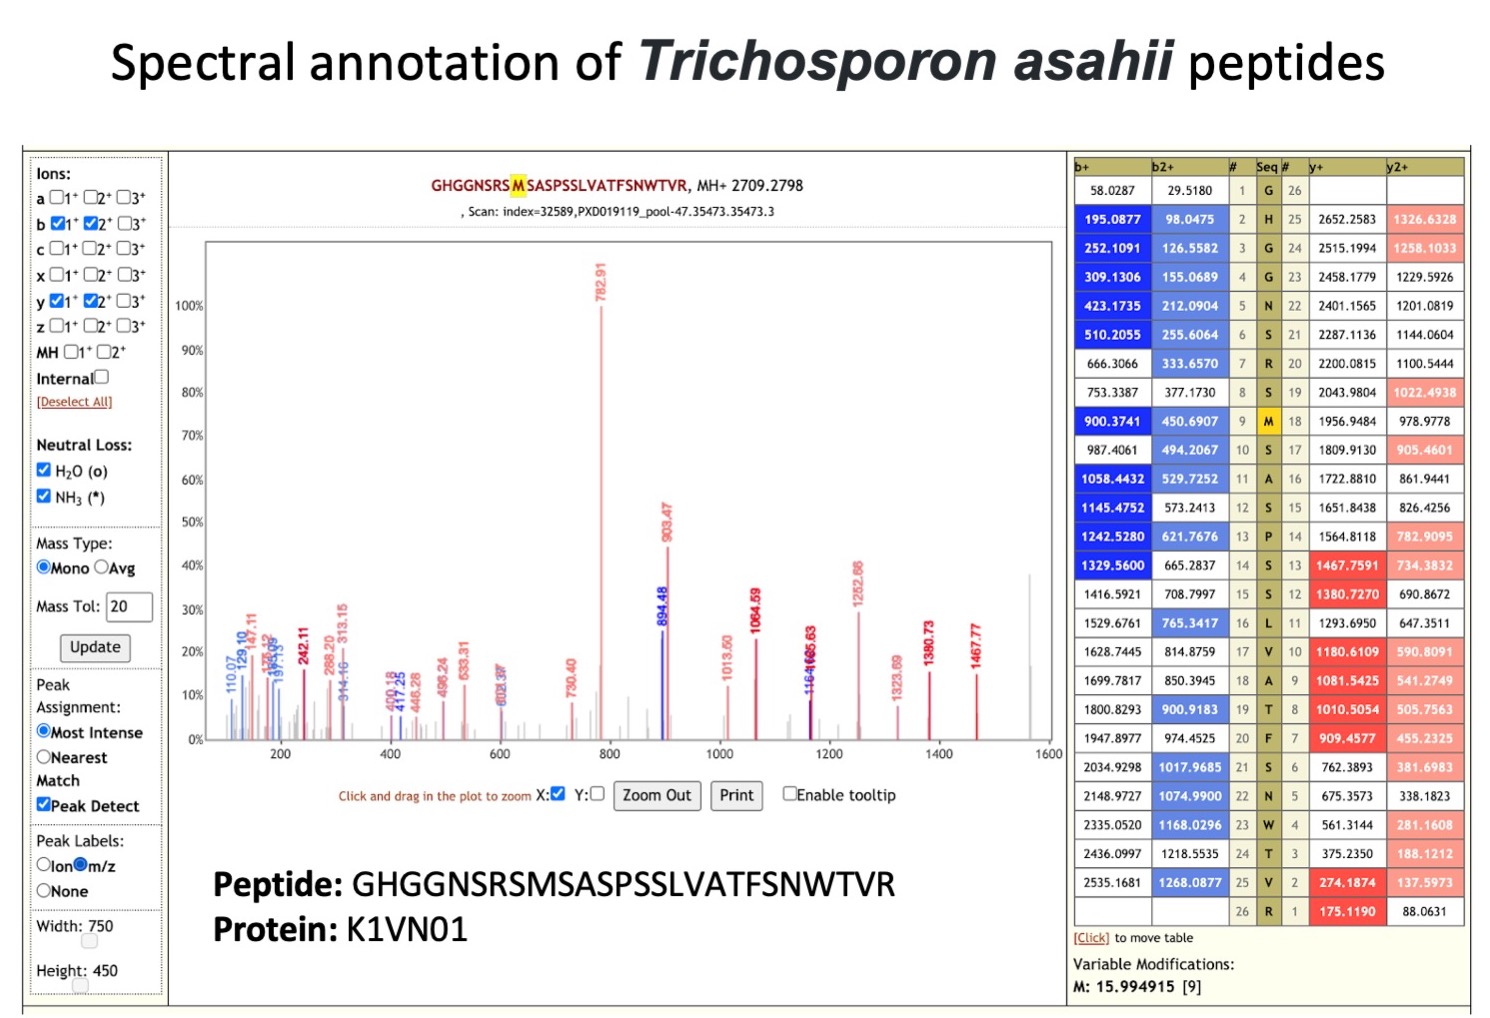 Spectral annotation of Trichosporon asahii peptides
Ions:
a 1+ 2+ 3+
b 1+ 2+ 3+
c 1+ 2+ 3+
x 1+ 2+ 3+
y 1+ 2+ 3+
z 1+ 2+ 3+
MH 1+ 2+
Internal
[Deselect All]
Neutral Loss:
H2O (o)
NH3 (*)
Mass Type:
Mono Avg
Mass Tol: 20
Update
Peak
Assignment:
Most Intense
Nearest
Match
Peak Detect
Peak Labels:
Ion m/z
None
Width: 750
Height: 450
GHGGNSRSMSASPSSLVATFSNWTVR, MH+ 2709.2798
, Scan: index=32589,PXD019119_pool-47.35473.35473.3
100%
90%
80%
70%
60%
50%
40%
30%
20%
10%
0%
110.07
129.10
147.11
242.11
288.20
313.15
314.16
400.18
417.25
446.28
496.24
533.31
730.40
782.91
894.48
903.47
1013.50
1064.59
1252.66
1323.69
1380.73
1467.77
200 400 600 800 1000 1200 1400 1600
Click and drag in the plot to zoom X: Y: Zoom Out Print Enable tooltip
Peptide: GHGGNSRSMSASPSSLVATFSNWTVR
Protein: K1VN01
b+ b2+ # Seq # y+ y2+
58.0287 29.5180 1 G 26
195.0877 98.0475 2 H 25 2652.2583 1326.6328
252.1091 126.5582 3 G 24 2515.1994 1258.1033
309.1306 155.0689 4 G 23 2458.1779 1229.5926
423.1735 212.0904 5 N 22 2401.1565 1201.0819
510.2055 255.6064 6 S 21 2287.1136 1144.0604
666.3066 333.6570 7 R 20 2200.0815 1100.5444
753.3387 377.1730 8 S 19 2043.9804 1022.4938
900.3741 450.6907 9 M 18 1956.9484 978.9778
987.4061 494.2067 10 S 17 1809.9130 905.4601
1058.4432 529.7252 11 A 16 1722.8810 861.9441
1145.4752 573.2413 12 S 15 1651.8438 826.4256
1242.5280 621.7676 13 P 14 1564.8118 782.9095
1329.5600 665.2837 14 S 13 1467.7591 734.3832
1416.5921 708.7997 15 S 12 1380.7270 690.8672
1529.6761 765.3417 16 L 11 1293.6950 647.3511
1628.7445 814.8759 17 V 10 1180.6109 590.8091
1699.7817 850.3945 18 A 9 1081.5425 541.2749
1800.8293 900.9183 19 T 8 1010.5054 505.7563
1947.8977 974.4525 20 F 7 909.4577 455.2325
2034.9298 1017.9685 21 S 6 762.3893 381.6983
2148.9727 1074.9900 22 N 5 675.3573 338.1823
2335.0520 1168.0296 23 W 4 561.3144 281.1608
2436.0997 1218.5535 24 T 3 375.2350 188.1212
2535.1681 1268.0877 25 V 2 274.1874 137.5973
26 R 1 175.1190 88.0631
[Click] to move table
Variable Modifications:
M: 15.994915 [9]